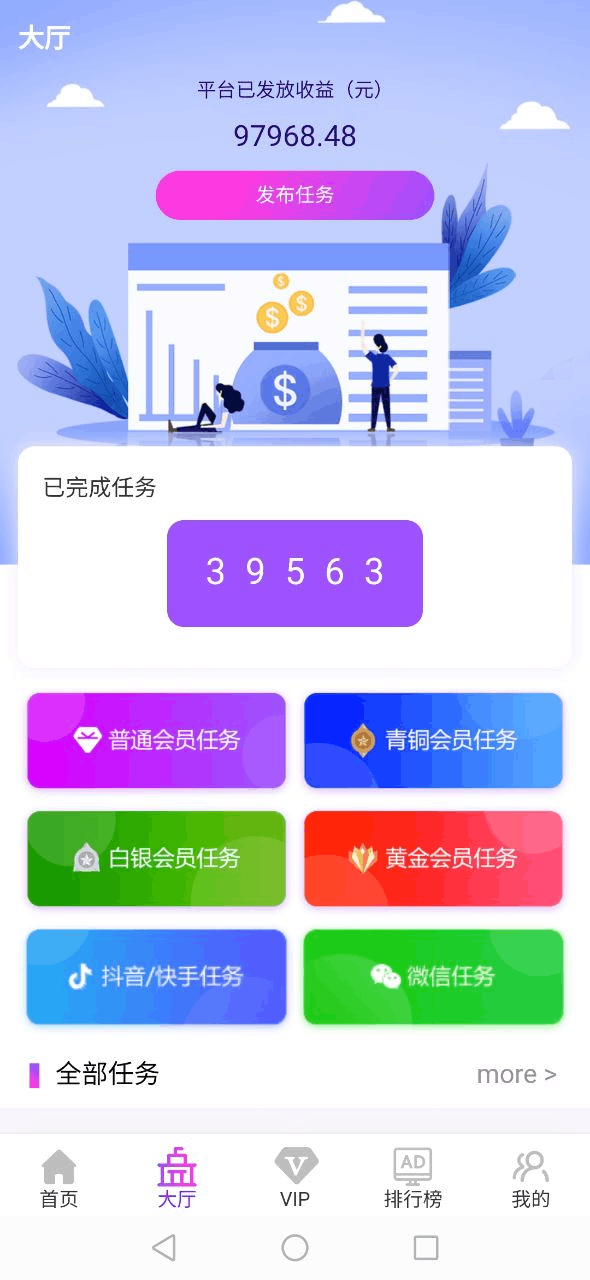 大厅
平台已发放收益（元）
97968.48
发布任务
$
$
$
$
已完成任务
3 9 5 6 3
普通会员任务
青铜会员任务
白银会员任务
黄金会员任务
抖音/快手任务
微信任务
全部任务
more >
V
AD
首页
大厅
VIP
排行榜
我的